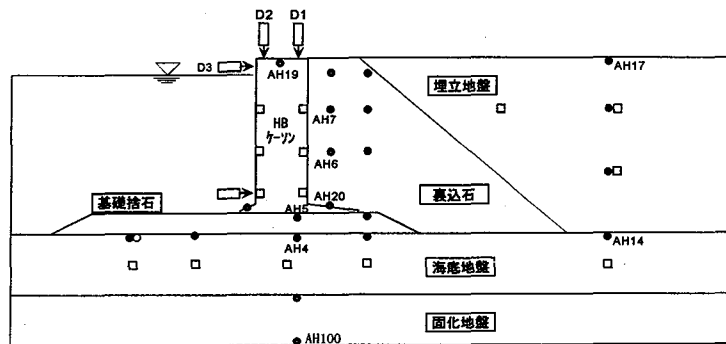 D2 D1
D3
AH19
AH17
埋立地盤
HB
ケーソン
AH7
AH6
基礎捨石
AH20
裏込石
AH5
AH4
AH14
海底地盤
固化地盤
AH100